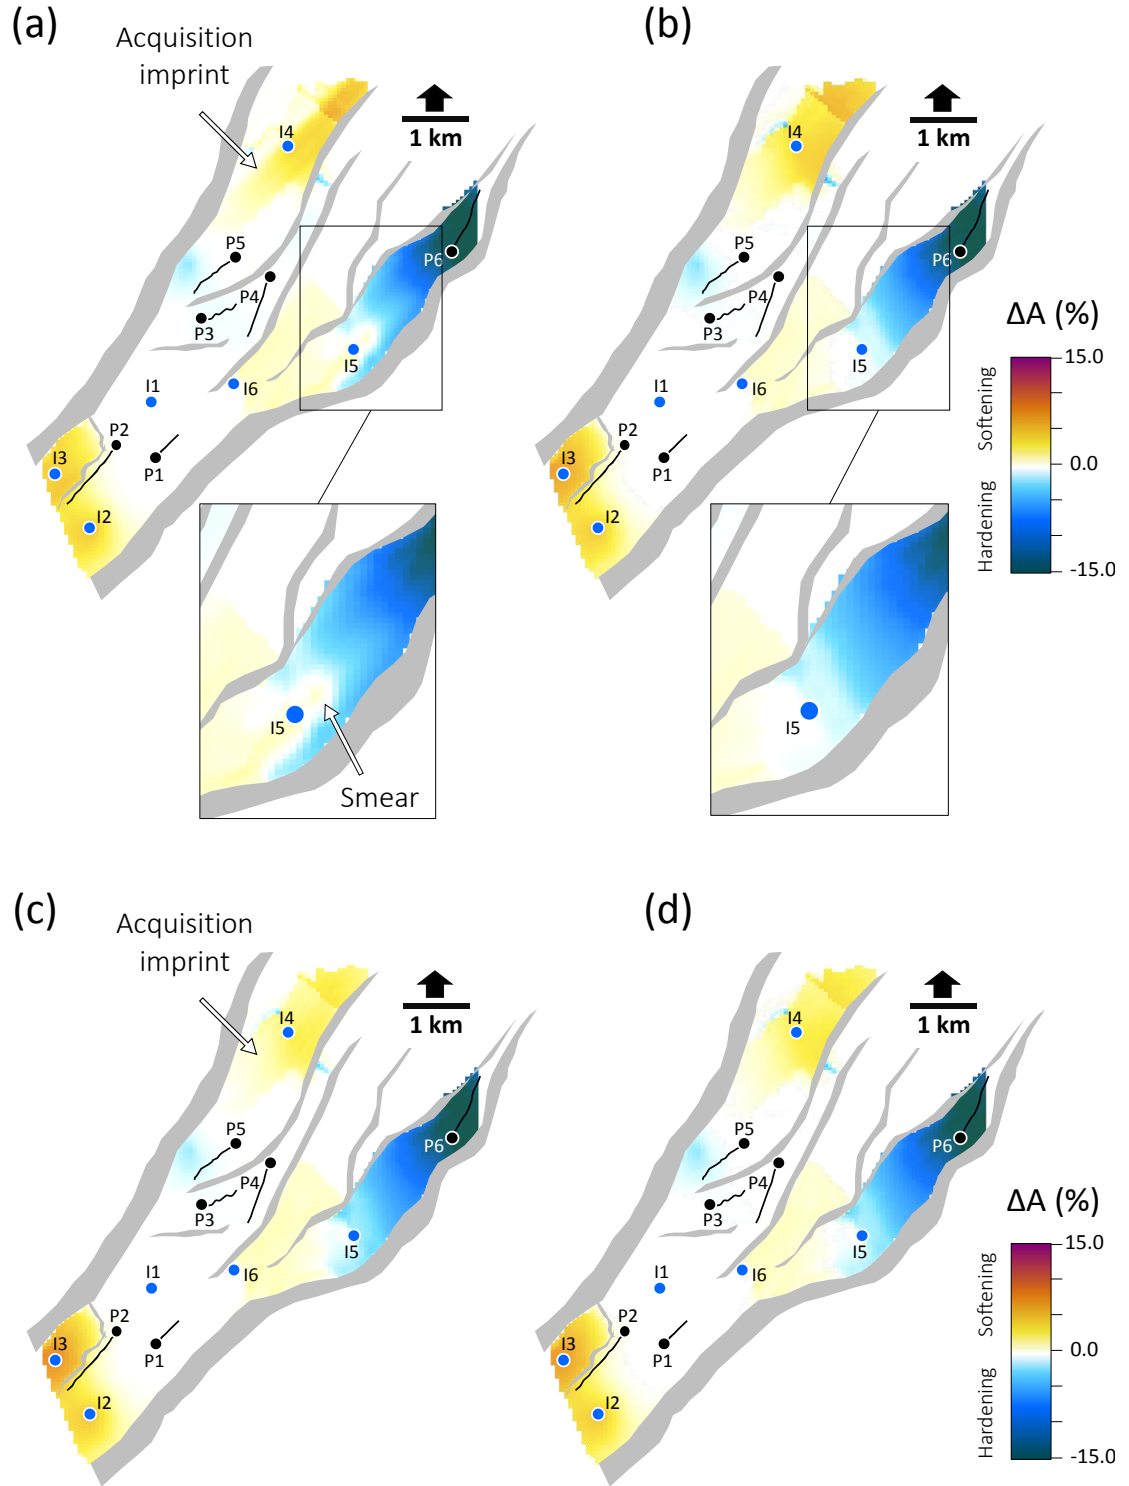 (a)
Acquisition
imprint
I4
1 km
P5
P4
P3
P6
I5
I6
I1
P2
I3
P1
I2
I5
Smear
(b)
I4
1 km
P5
P4
P3
P6
I5
I6
I1
P2
I3
P1
I2
I5
ΔA (%)
15.0
0.0
-15.0
Softening
Hardening
(c)
Acquisition
imprint
I4
1 km
P5
P4
P3
P6
I5
I6
I1
P2
I3
P1
I2
(d)
I4
1 km
P5
P4
P3
P6
I5
I6
I1
P2
I3
P1
I2
ΔA (%)
15.0
0.0
-15.0
Softening
Hardening